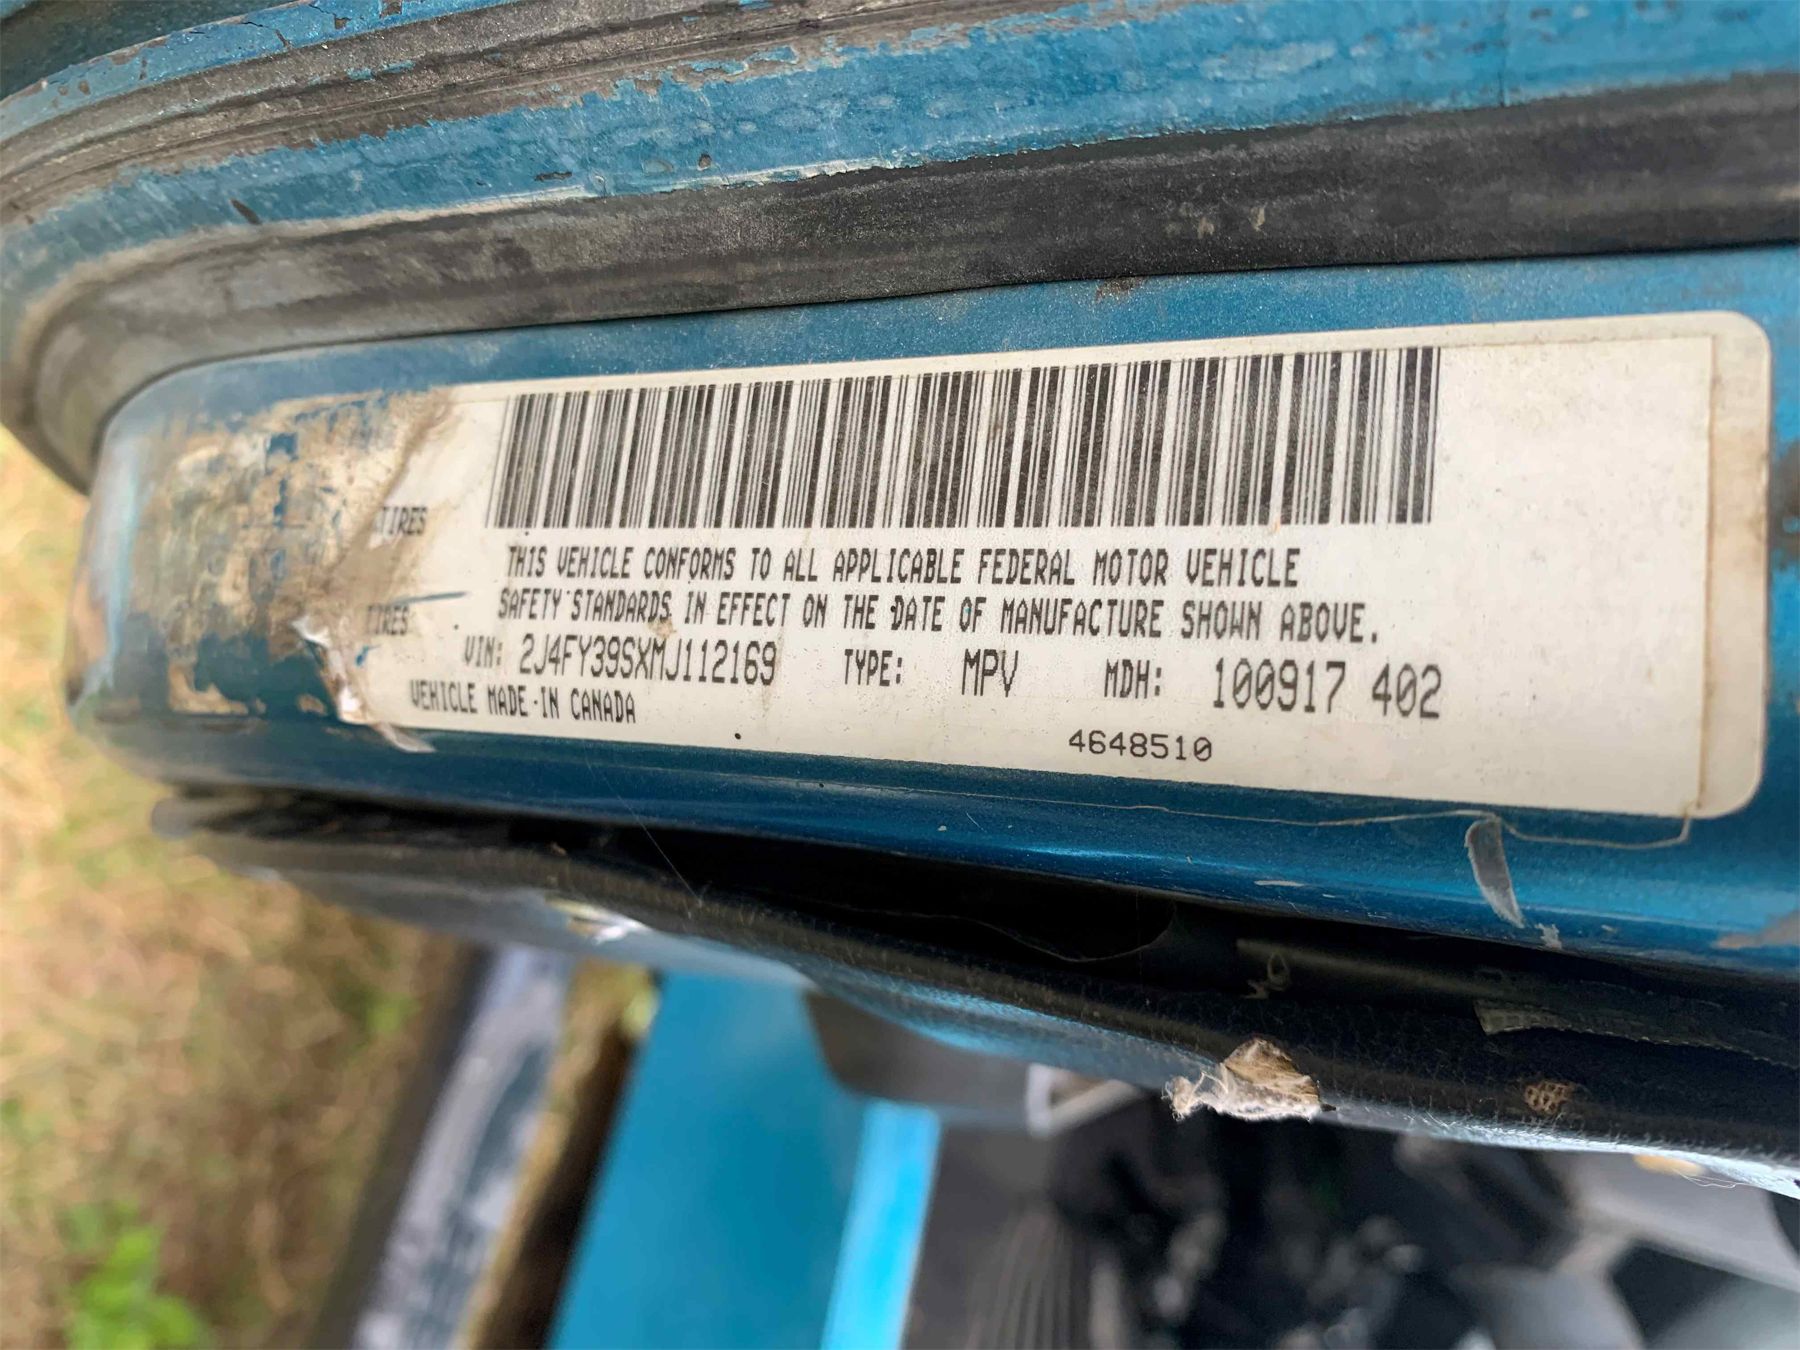 TIRES
THIS VEHICLE CONFORMS TO ALL APPLICABLE FEDERAL MOTOR VEHICLE
TIRES
SAFETY STANDARDS IN EFFECT ON THE DATE OF MANUFACTURE SHOWN ABOVE.
VIN: 2J4FY39SXMJ112169 TYPE: MPV MDH: 100917 402
VEHICLE MADE IN CANADA
4648510